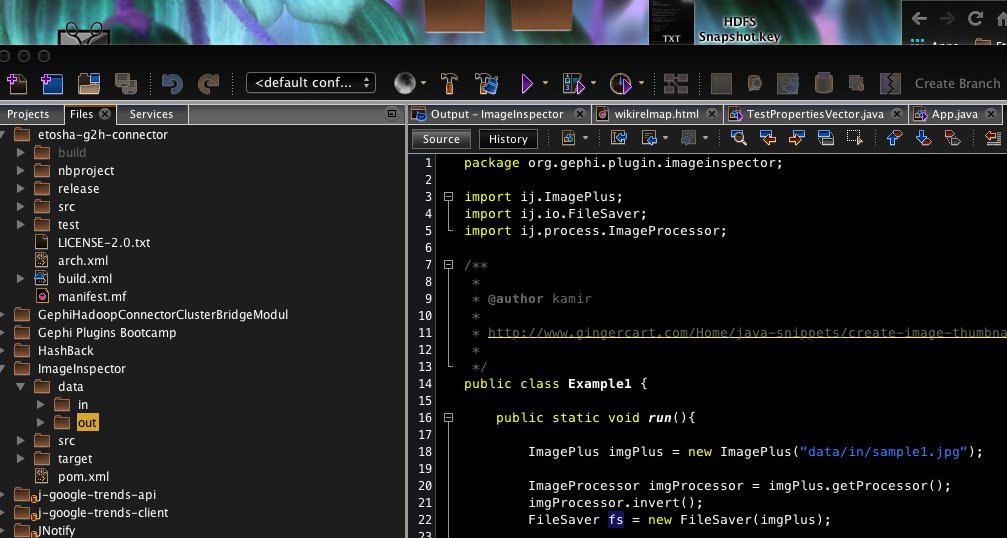 HDFS
TXT
Snapshot.key
<default conf...
Create Branch
Projects
Files
Services
etosha-g2h-connector
build
nbproject
release
src
test
LICENSE-2.0.txt
arch.xml
build.xml
manifest.mf
GephiHadoopConnectorClusterBridgeModul
Gephi Plugins Bootcamp
HashBack
ImageInspector
data
in
out
src
target
pom.xml
j-google-trends-api
j-google-trends-client
JNotify
Output - ImageInspector
wikirelmap.html
TestPropertiesVector.java
App.java
Source
History
1 package org.gephi.plugin.imageinspector;
2
3 import ij.ImagePlus;
4 import ij.io.FileSaver;
5 import ij.process.ImageProcessor;
6
7 /**
8 *
9 * @author kamir
10 *
11 * http://www.gingercart.com/Home/java-snippets/create-image-thumbna
12 *
13 */
14 public class Example1 {
15
16 public static void run(){
17
18 ImagePlus imgPlus = new ImagePlus("data/in/sample1.jpg");
19
20 ImageProcessor imgProcessor = imgPlus.getProcessor();
21 imgProcessor.invert();
22 FileSaver fs = new FileSaver(imgPlus);
23